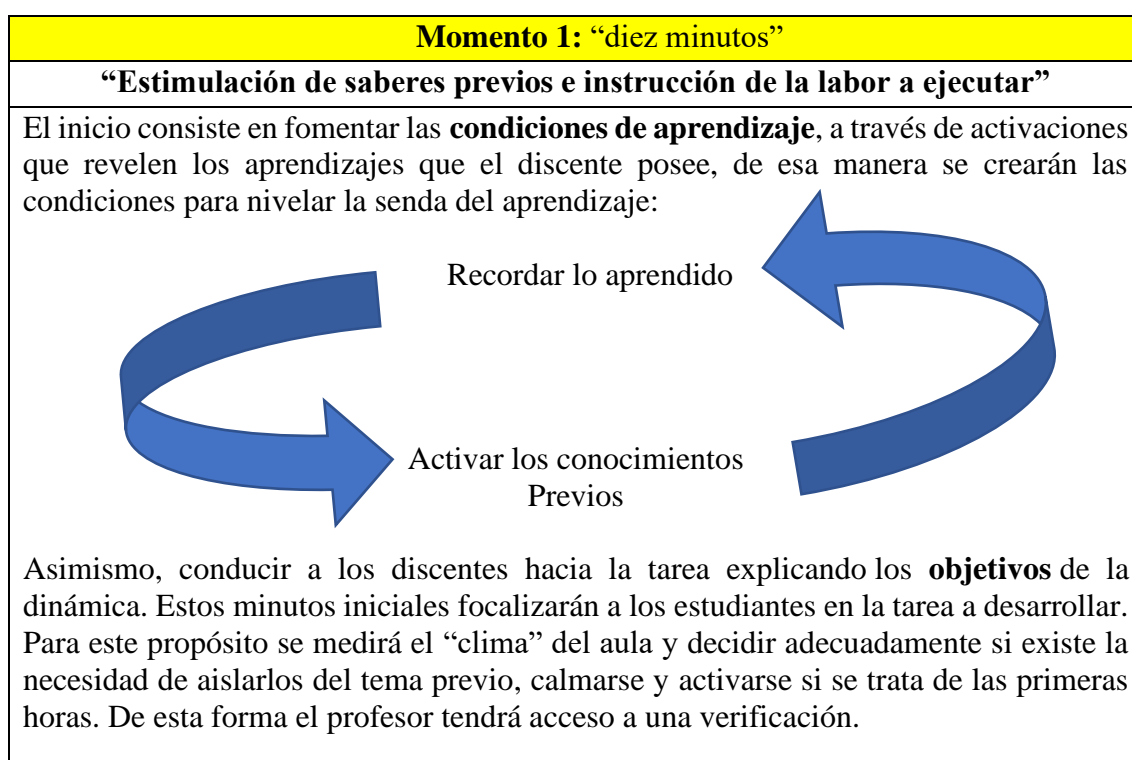 Momento 1: “diez minutos”
“Estimulación de saberes previos e instrucción de la labor a ejecutar”
El inicio consiste en fomentar las condiciones de aprendizaje, a través de activaciones
que revelen los aprendizajes que el discente posee, de esa manera se crearán las
condiciones para nivelar la senda del aprendizaje:
Recordar lo aprendido
Activar los conocimientos
Previos
Asimismo, conducir a los discentes hacia la tarea explicando los objetivos de la
dinámica. Estos minutos iniciales focalizarán a los estudiantes en la tarea a desarrollar.
Para este propósito se medirá el “clima” del aula y decidir adecuadamente si existe la
necesidad de aislarlos del tema previo, calmarse y activarse si se trata de las primeras
horas. De esta forma el profesor tendrá acceso a una verificación.